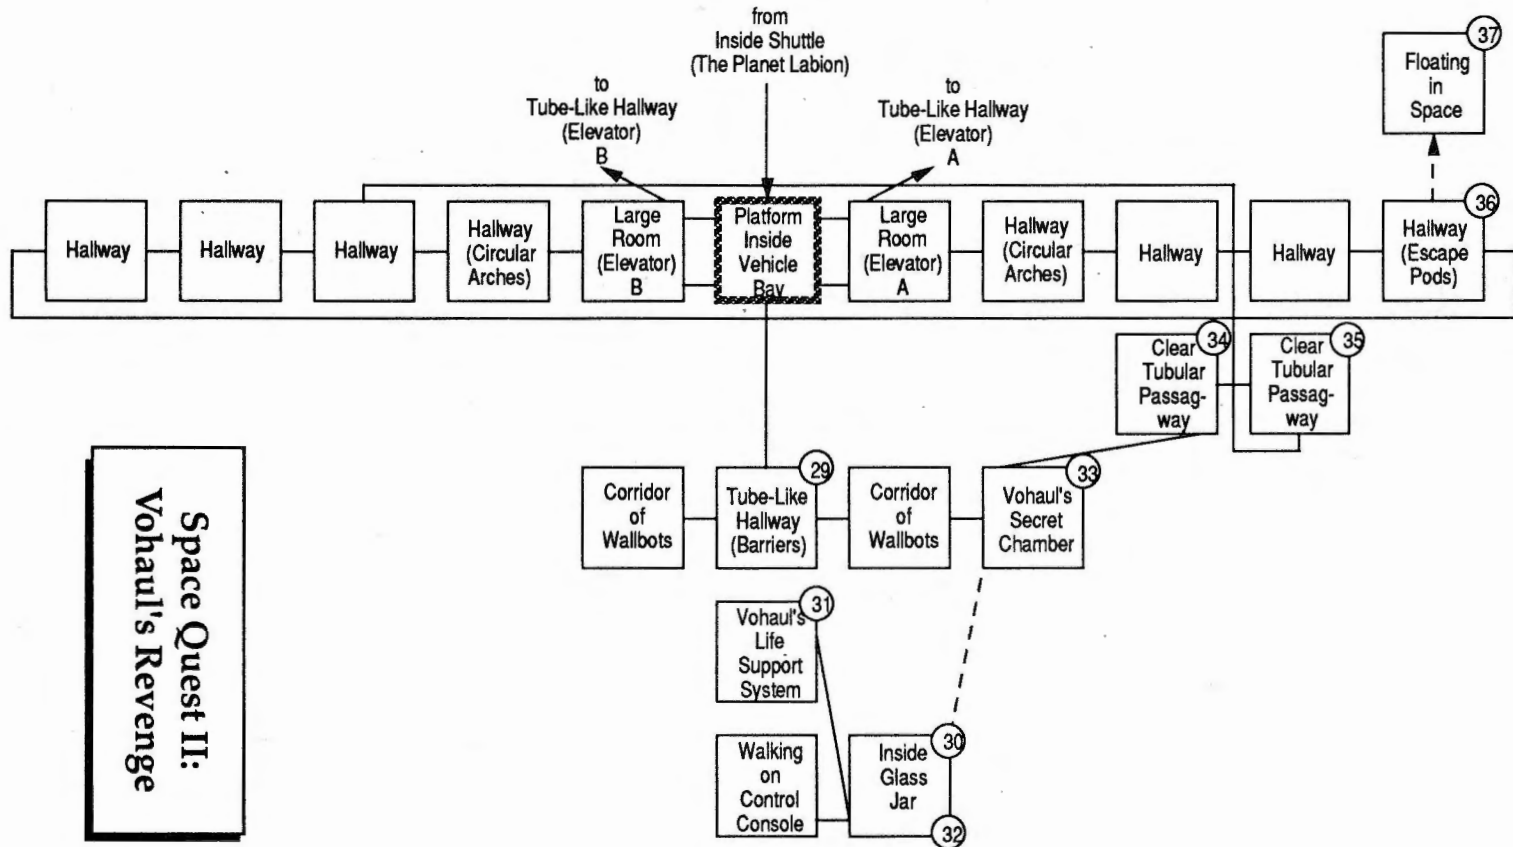 from
Inside Shuttle
(The Planet Labion)
to
Tube-Like Hallway
(Elevator)
B
to
Tube-Like Hallway
(Elevator)
A
37
Floating
in
Space
Hallway
Hallway
Hallway
Hallway
(Circular
Arches)
Large
Room
(Elevator)
B
Platform
Inside
Vehicle
Bay
Large
Room
(Elevator)
A
Hallway
(Circular
Arches)
Hallway
Hallway
36
Hallway
(Escape
Pods)
34
Clear
Tubular
Passag-
way
35
Clear
Tubular
Passag-
way
Corridor
of
Wallbots
29
Tube-Like
Hallway
(Barriers)
Corridor
of
Wallbots
33
Vohaul's
Secret
Chamber
31
Vohaul's
Life
Support
System
Walking
on
Control
Console
30
Inside
Glass
Jar
32
Space Quest II:
Vohaul's Revenge